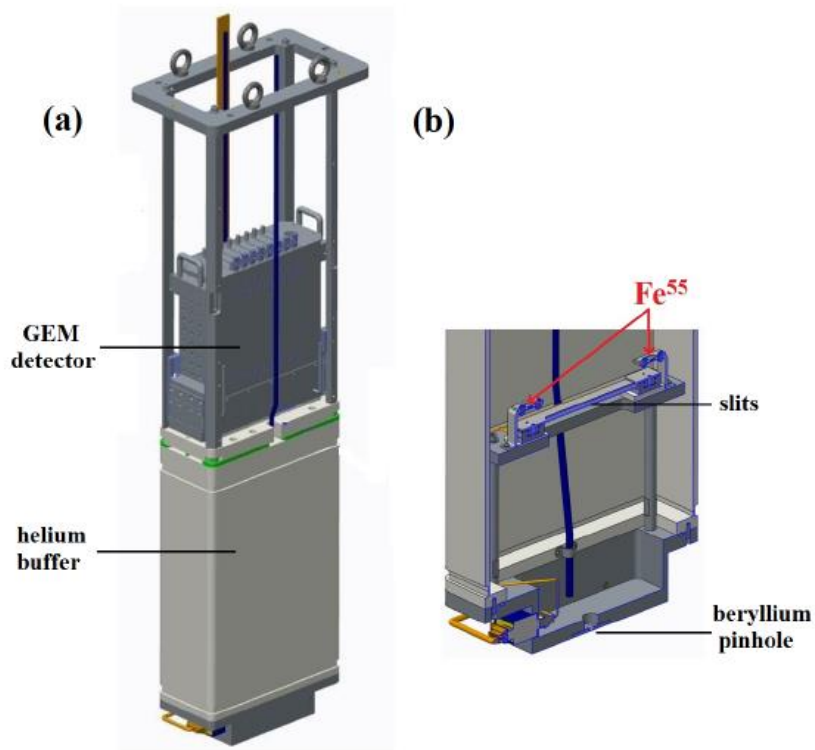 (a)
(b)
Fe55
GEM
detector
slits
helium
buffer
beryllium
pinhole